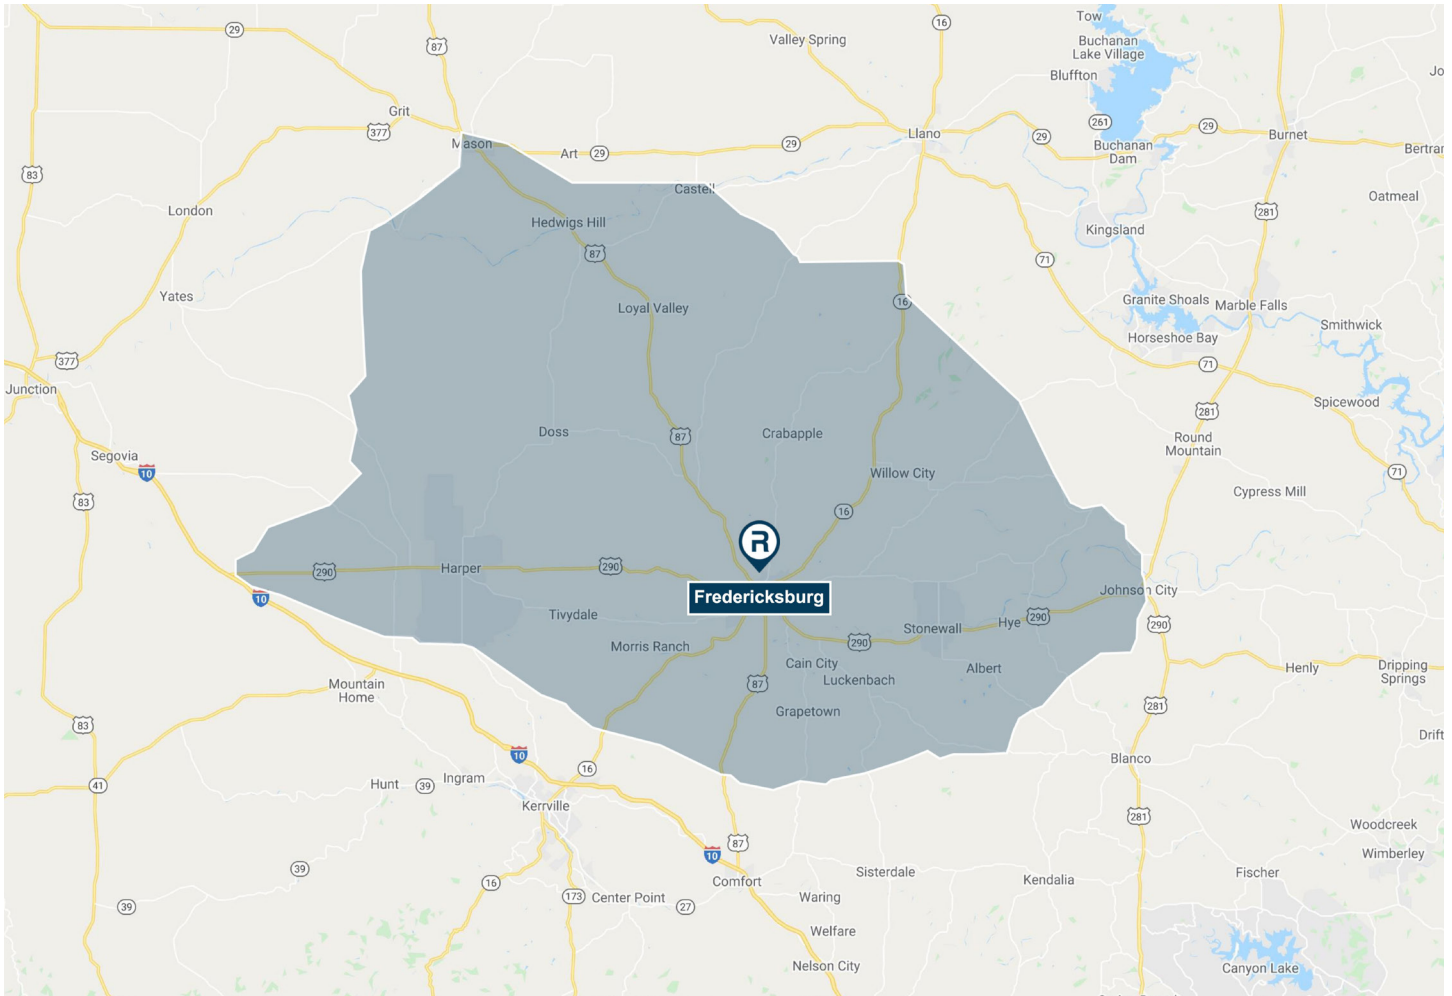 Tow
16
29
87
Valley Spring
Buchanan
Lake Village
Bluffton
Jo
Grit
377
261
29
Llano
29
Burnet
Mason
Art
29
29
Buchanan
Dam
Bertram
83
Castell
Oatmeal
London
281
Hedwigs Hill
Kingsland
87
71
Yates
Loyal Valley
16
Granite Shoals
Marble Falls
Smithwick
Horseshoe Bay
377
71
Junction
Spicewood
281
Doss
87
Crabapple
Round
Mountain
Segovia
10
Willow City
71
83
Cypress Mill
16
R
290
Harper
290
Johnson City
10
Fredericksburg
Tivydale
Stonewall
Hye
290
290
Morris Ranch
290
Cain City
Luckenbach
Albert
Henly
Dripping
Springs
Mountain
Home
87
281
Grapetown
83
Drift
10
16
Blanco
41
Hunt
39
Ingram
Kerrville
281
Woodcreek
87
10
Wimberley
39
Comfort
Sisterdale
Kendalia
Fischer
16
173
Center Point
27
Waring
39
Welfare
Nelson City
Canyon Lake